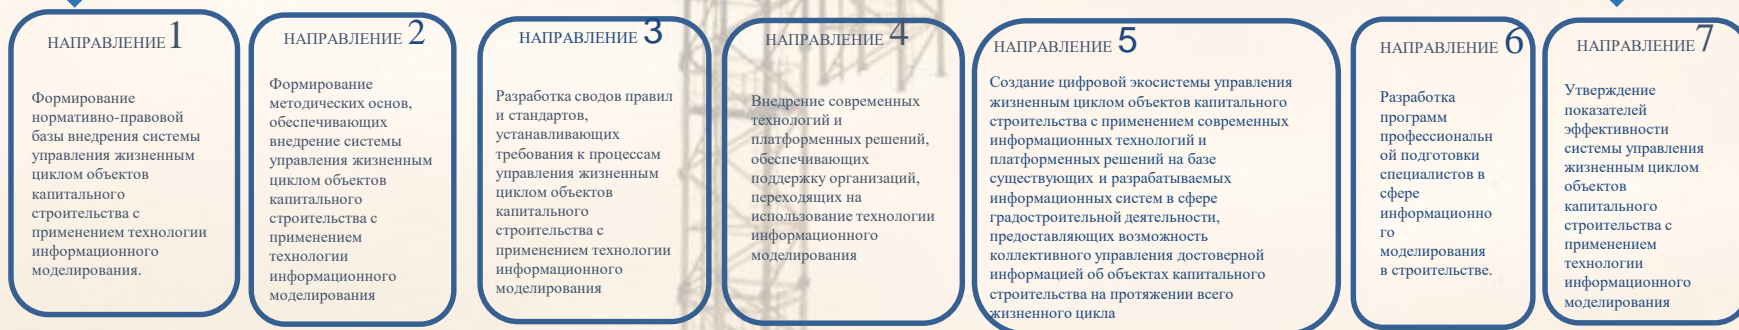 НАПРАВЛЕНИЕ 1
Формирование
нормативно-правовой
базы внедрения системы
управления жизненным
циклом объектов
капитального
строительства с
применением технологии
информационного
моделирования.
НАПРАВЛЕНИЕ 2
Формирование
методических основ,
обеспечивающих
внедрение системы
управления жизненным
циклом объектов
капитального
строительства с
применением
технологии
информационного
моделирования
НАПРАВЛЕНИЕ 3
Разработка сводов правил
и стандартов,
устанавливающих
требования к процессам
управления жизненным
циклом объектов
капитального
строительства с
применением технологии
информационного
моделирования
НАПРАВЛЕНИЕ 4
Внедрение современных
технологий и
платформенных решений,
обеспечивающих
поддержку организаций,
переходящих на
использование технологии
информационного
моделирования
НАПРАВЛЕНИЕ 5
Создание цифровой экосистемы управления
жизненным циклом объектов капитального
строительства с применением современных
информационных технологий и
платформенных решений на базе
существующих и разрабатываемых
информационных систем в сфере
градостроительной деятельности,
предоставляющих возможность
коллективного управления достоверной
информацией об объектах капитального
строительства на протяжении всего
жизненного цикла
НАПРАВЛЕНИЕ 6
Разработка
программ
профессиональн
ой подготовки
специалистов в
сфере
информационно
го
моделирования
в строительстве.
НАПРАВЛЕНИЕ 7
Утверждение
показателей
эффективности
системы управления
жизненным циклом
объектов
капитального
строительства с
применением
технологии
информационного
моделирования